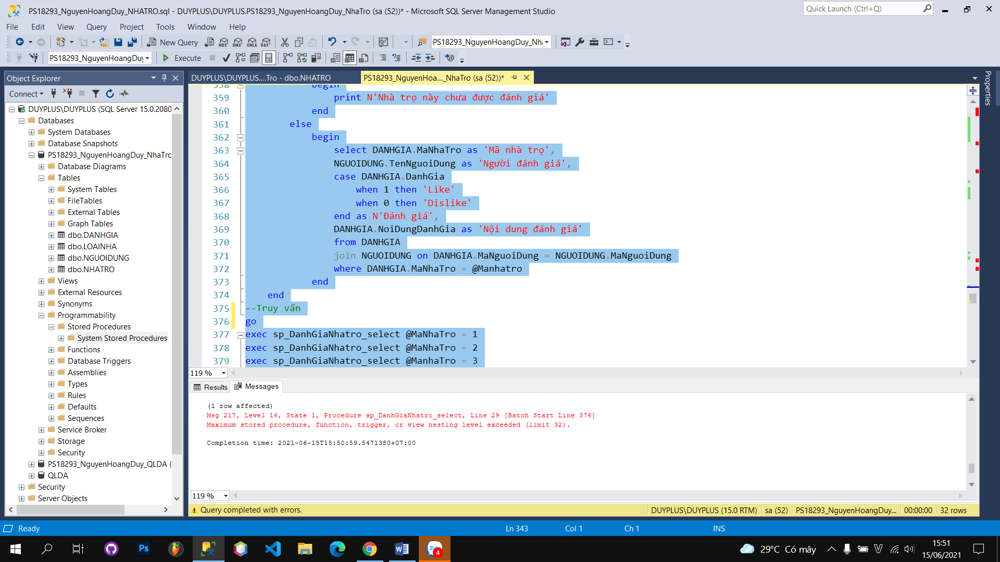 PS18293_NguyenHoangDuy_NHATRO.sql - DUYPLUS\DUYPLUS.PS18293_NguyenHoangDuy_NhaTro (sa (52))* - Microsoft SQL Server Management Studio
Quick Launch (Ctrl+Q)
File Edit View Query Project Tools Window Help
New Query
MDX DMX XMLA DAX
PS18293_NguyenHoangDuy_Nh
PS18293_NguyenHoangDuy
Execute
Object Explorer
DUYPLUS\DUYPLUS....Tro - dbo.NHATRO
PS18293_NguyenHoa..._NhaTro (sa (52))*
Properties
Connect
DUYPLUS\DUYPLUS (SQL Server 15.0.2080
Databases
System Databases
Database Snapshots
PS18293_NguyenHoangDuy_NhaTro
Database Diagrams
Tables
System Tables
FileTables
External Tables
Graph Tables
dbo.DANHGIA
dbo.LOAINHA
dbo.NGUOIDUNG
dbo.NHATRO
Views
External Resources
Synonyms
Programmability
Stored Procedures
System Stored Procedures
Functions
Database Triggers
Assemblies
Types
Rules
Defaults
Sequences
Service Broker
Storage
Security
PS18293_NguyenHoangDuy_QLDA (
QLDA
Security
Server Objects
358 begin
359 print N'Nhà trọ này chưa được đánh giá'
360 end
361 else
362 begin
363 select DANHGIA.MaNhaTro as 'Mã nhà trọ',
364 NGUOIDUNG.TenNguoiDung as 'Người đánh giá',
365 case DANHGIA.DanhGia
366 when 1 then 'Like'
367 when 0 then 'Dislike'
368 end as N'Đánh giá',
369 DANHGIA.NoiDungDanhGia as 'Nội dung đánh giá'
370 from DANHGIA
371 join NGUOIDUNG on DANHGIA.MaNguoiDung = NGUOIDUNG.MaNguoiDung
372 where DANHGIA.MaNhaTro = @Manhatro
373 end
374 end
375 --Truy vấn
376 go
377 exec sp_DanhGiaNhatro_select @MaNhaTro = 1
378 exec sp_DanhGiaNhatro_select @MaNhaTro = 2
379 exec sp_DanhGiaNhatro_select @ManhaTro = 3
119 %
Results Messages
(1 row affected)
Msg 217, Level 16, State 1, Procedure sp_DanhGiaNhatro_select, Line 29 [Batch Start Line 376]
Maximum stored procedure, function, trigger, or view nesting level exceeded (limit 32).
Completion time: 2021-06-15T15:50:59.5471380+07:00
119 %
Query completed with errors.
DUYPLUS\DUYPLUS (15.0 RTM) sa (52) PS18293_NguyenHoangDuy... 00:00:00 32 rows
Ready
Ln 343 Col 1 Ch 1 INS
Ps
4
29°C Có mây
15:51
15/06/2021